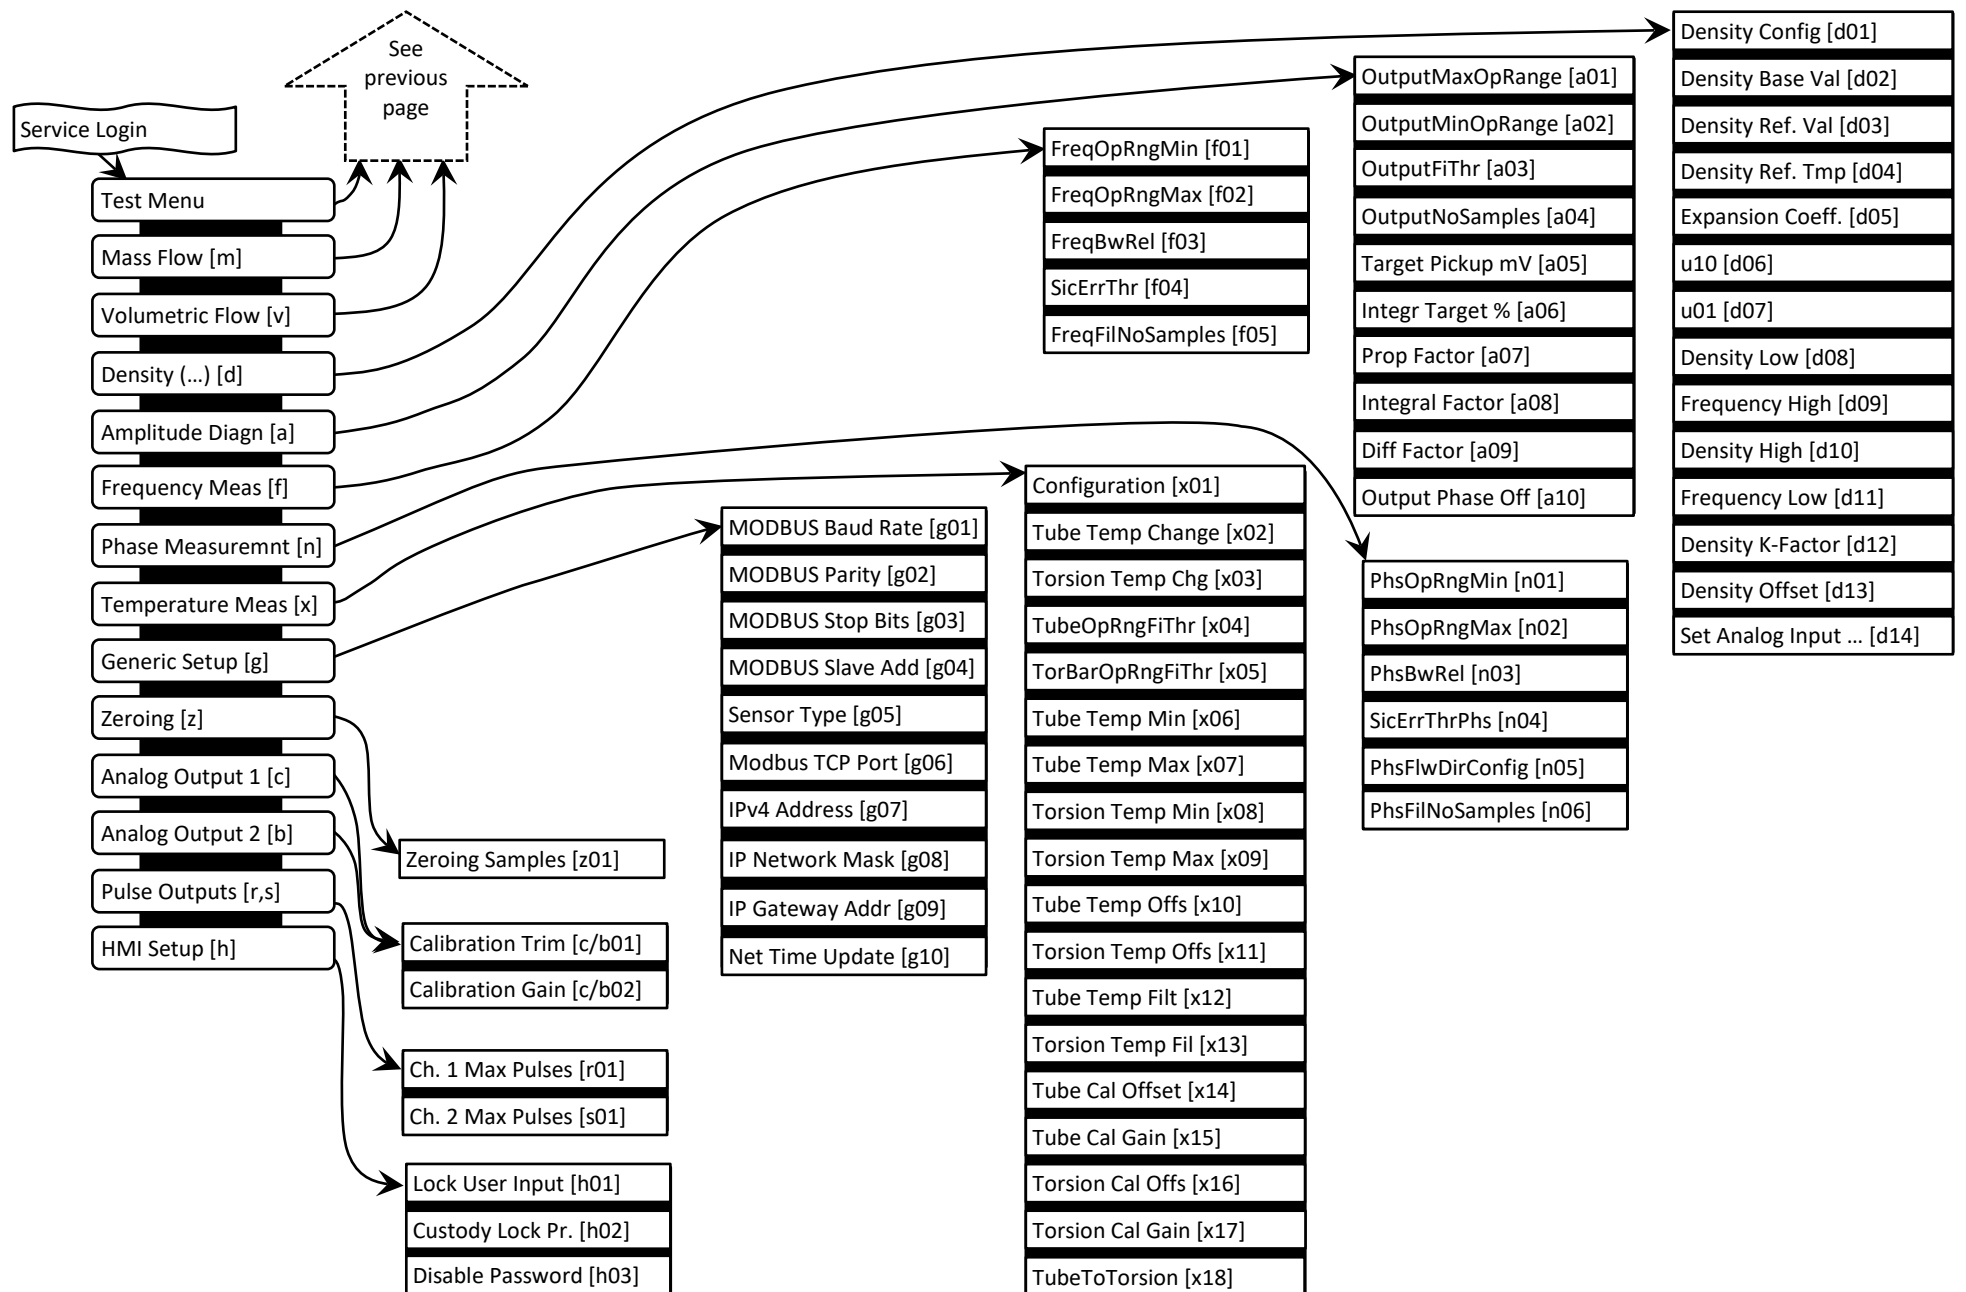 See
previous
page
Service Login
Test Menu
Mass Flow [m]
Volumetric Flow [v]
Density (...) [d]
Amplitude Diagn [a]
Frequency Meas [f]
Phase Measuremnt [n]
Temperature Meas [x]
Generic Setup [g]
Zeroing [z]
Analog Output 1 [c]
Analog Output 2 [b]
Pulse Outputs [r,s]
HMI Setup [h]
Zeroing Samples [z01]
Calibration Trim [c/b01]
Calibration Gain [c/b02]
Ch. 1 Max Pulses [r01]
Ch. 2 Max Pulses [s01]
Lock User Input [h01]
Custody Lock Pr. [h02]
Disable Password [h03]
MODBUS Baud Rate [g01]
MODBUS Parity [g02]
MODBUS Stop Bits [g03]
MODBUS Slave Add [g04]
Sensor Type [g05]
Modbus TCP Port [g06]
IPv4 Address [g07]
IP Network Mask [g08]
IP Gateway Addr [g09]
Net Time Update [g10]
FreqOpRngMin [f01]
FreqOpRngMax [f02]
FreqBwRel [f03]
SicErrThr [f04]
FreqFilNoSamples [f05]
Configuration [x01]
Tube Temp Change [x02]
Torsion Temp Chg [x03]
TubeOpRngFiThr [x04]
TorBarOpRngFiThr [x05]
Tube Temp Min [x06]
Tube Temp Max [x07]
Torsion Temp Min [x08]
Torsion Temp Max [x09]
Tube Temp Offs [x10]
Torsion Temp Offs [x11]
Tube Temp Filt [x12]
Torsion Temp Fil [x13]
Tube Cal Offset [x14]
Tube Cal Gain [x15]
Torsion Cal Offs [x16]
Torsion Cal Gain [x17]
TubeToTorsion [x18]
OutputMaxOpRange [a01]
OutputMinOpRange [a02]
OutputFiThr [a03]
OutputNoSamples [a04]
Target Pickup mV [a05]
Integr Target % [a06]
Prop Factor [a07]
Integral Factor [a08]
Diff Factor [a09]
Output Phase Off [a10]
PhsOpRngMin [n01]
PhsOpRngMax [n02]
PhsBwRel [n03]
SicErrThrPhs [n04]
PhsFlwDirConfig [n05]
PhsFilNoSamples [n06]
Density Config [d01]
Density Base Val [d02]
Density Ref. Val [d03]
Density Ref. Tmp [d04]
Expansion Coeff. [d05]
u10 [d06]
u01 [d07]
Density Low [d08]
Frequency High [d09]
Density High [d10]
Frequency Low [d11]
Density K-Factor [d12]
Density Offset [d13]
Set Analog Input ... [d14]